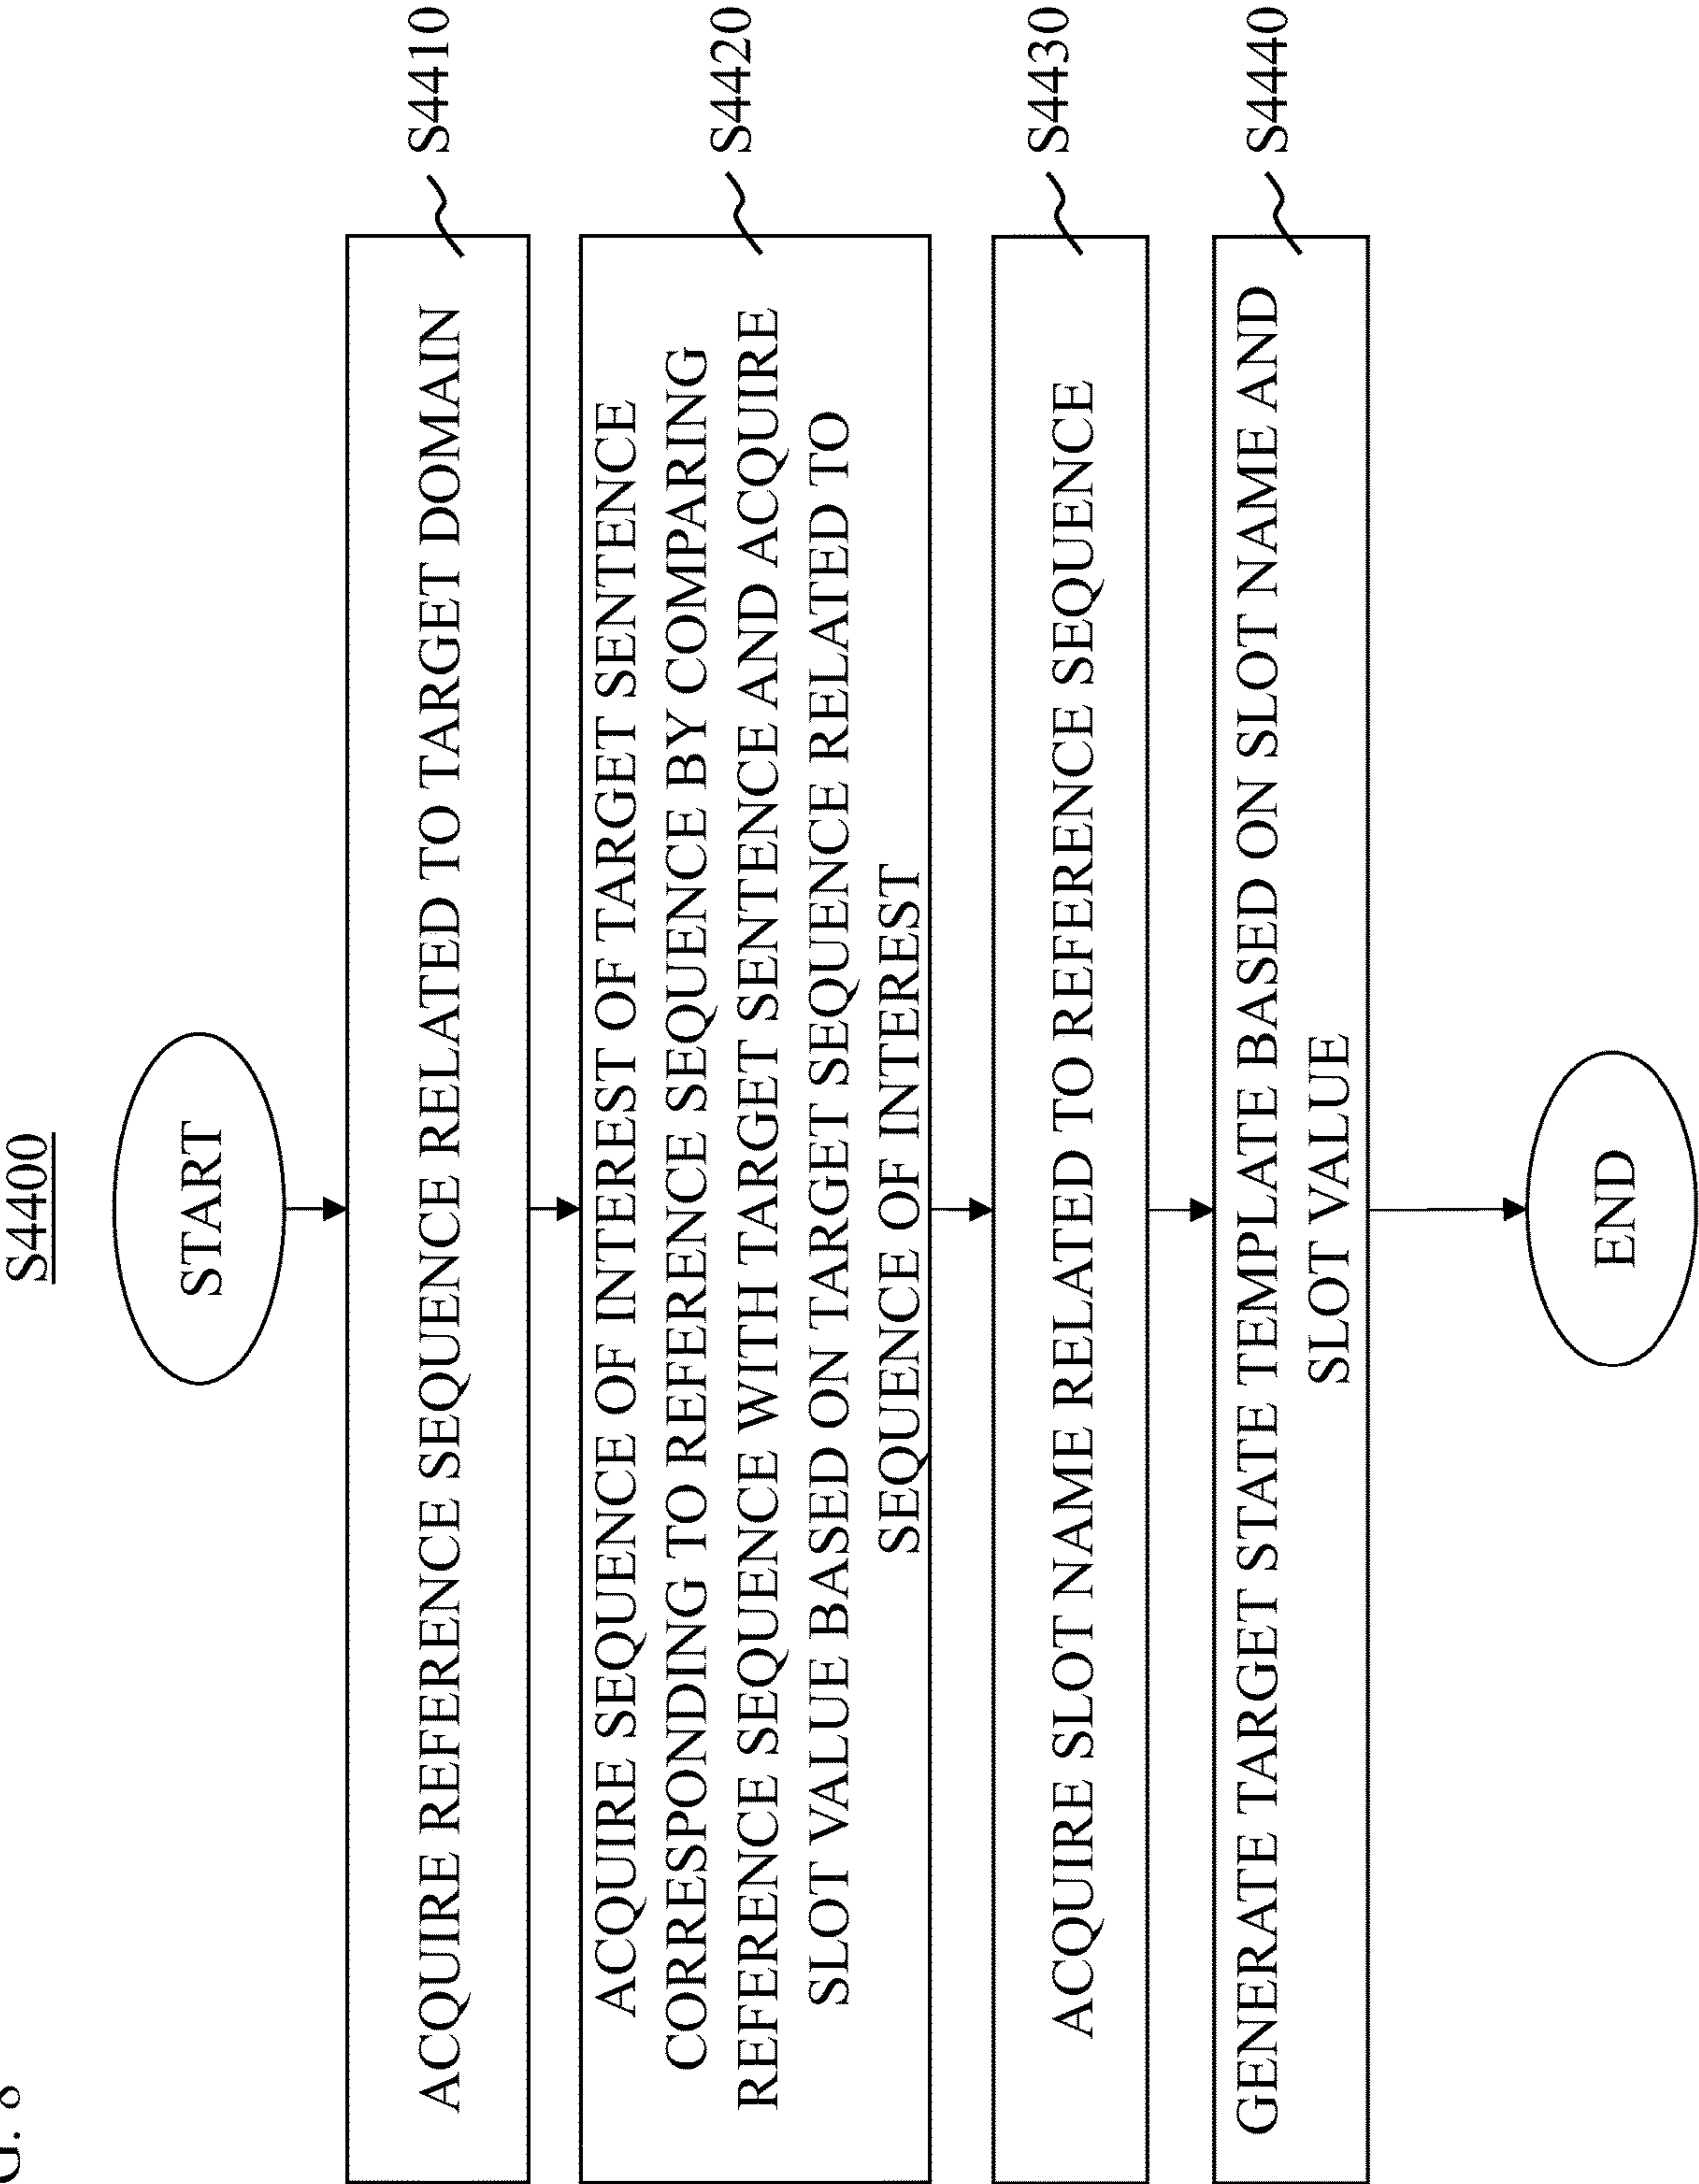 G. 8
S4400
START
ACQUIRE REFERENCE SEQUENCE RELATED TO TARGET DOMAIN
S4410
ACQUIRE SEQUENCE OF INTEREST OF TARGET SENTENCE
CORRESPONDING TO REFERENCE SEQUENCE BY COMPARING
REFERENCE SEQUENCE WITH TARGET SENTENCE AND ACQUIRE
SLOT VALUE BASED ON TARGET SEQUENCE RELATED TO
SEQUENCE OF INTEREST
S4420
ACQUIRE SLOT NAME RELATED TO REFERENCE SEQUENCE
S4430
GENERATE TARGET STATE TEMPLATE BASED ON SLOT NAME AND
SLOT VALUE
S4440
END